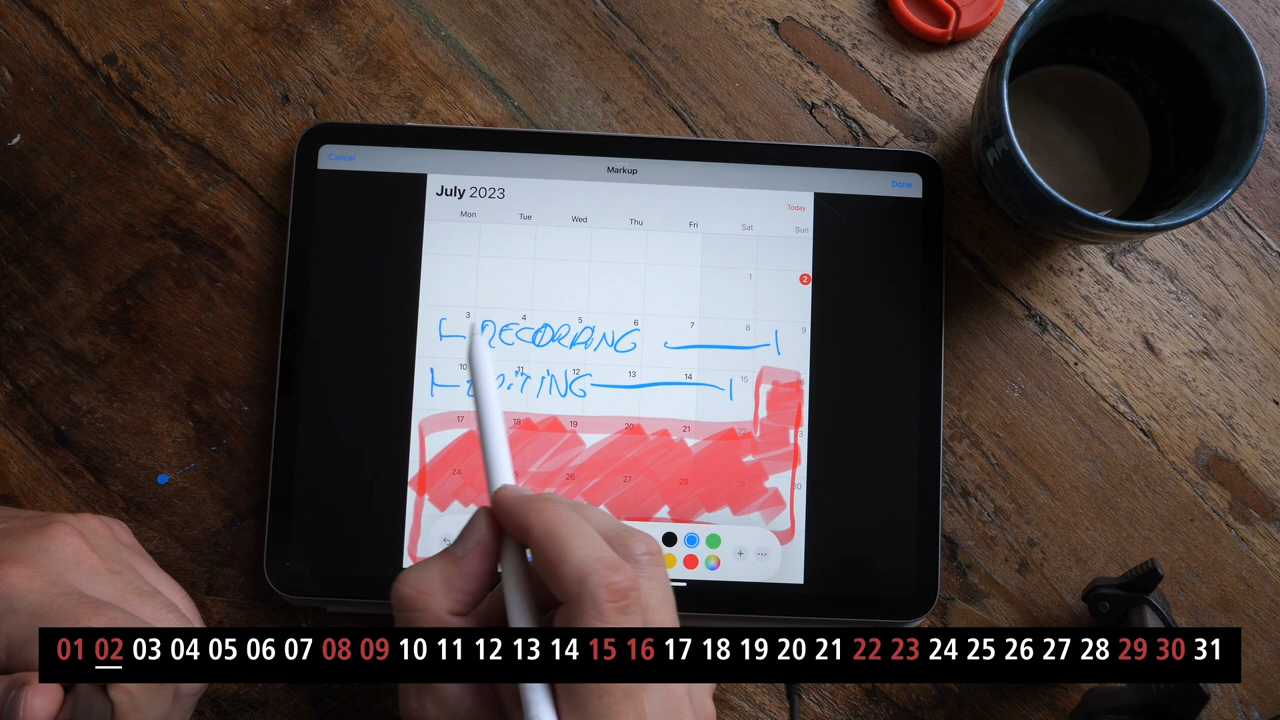 Cancel
Markup
Done
July 2023
Today
Mon Tue Wed Thu Fri Sat Sun
1 2
3 4 5 6 7 8 9
RECORDING
10 11 12 13 14 15
17 18 19 20 21 22
24 26 27 28 29 30
01 02 03 04 05 06 07 08 09 10 11 12 13 14 15 16 17 18 19 20 21 22 23 24 25 26 27 28 29 30 31